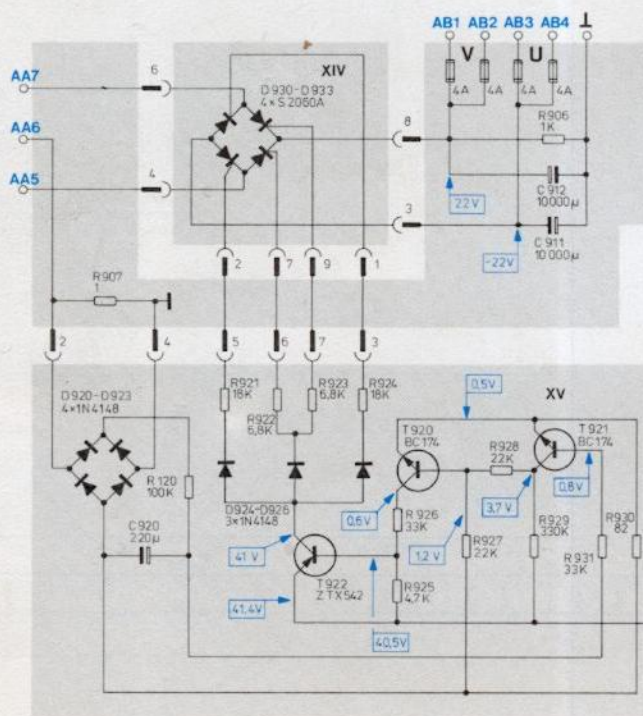 AB1 AB2 AB3 AB4 ⊥
V U
4A 4A 4A 4A
AA7
AA6
AA5
6
4
XIV
D930-D933
4×S2060A
8
3
R906
1K
C912
10000µ
22V
C911
10000µ
-22V
2 7 9 1
R907
1
2 4 5 6 7 3
D920-D923
4×1N4148
R120
100K
C920
220µ
R921
18K
R922
6,8K
R923
6,8K
R924
18K
D924-D926
3×1N4148
41V
41,4V
T922
ZTX542
T920
BC174
0,5V
XV
T921
BC174
R928
22K
0,6V
R926
33K
1,2V
3,7V
0,8V
R927
22K
R929
330K
R931
33K
R930
82
R925
4,7K
40,5V